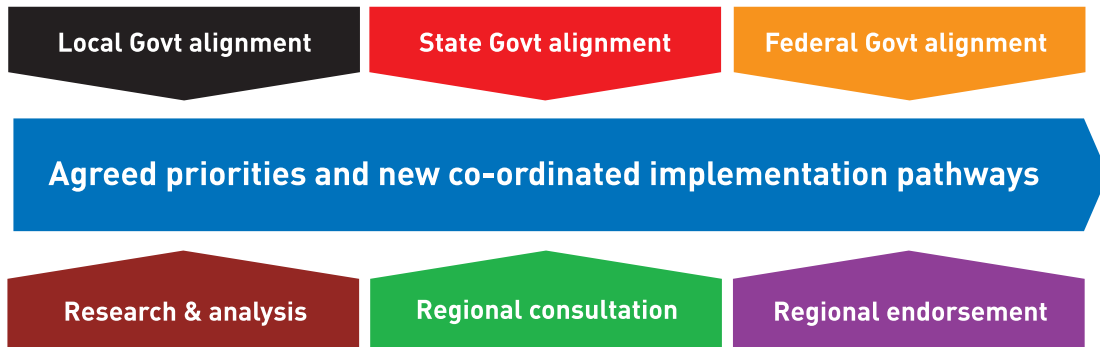 Local Govt alignment
State Govt alignment
Federal Govt alignment
Agreed priorities and new co-ordinated implementation pathways
Research & analysis
Regional consultation
Regional endorsement